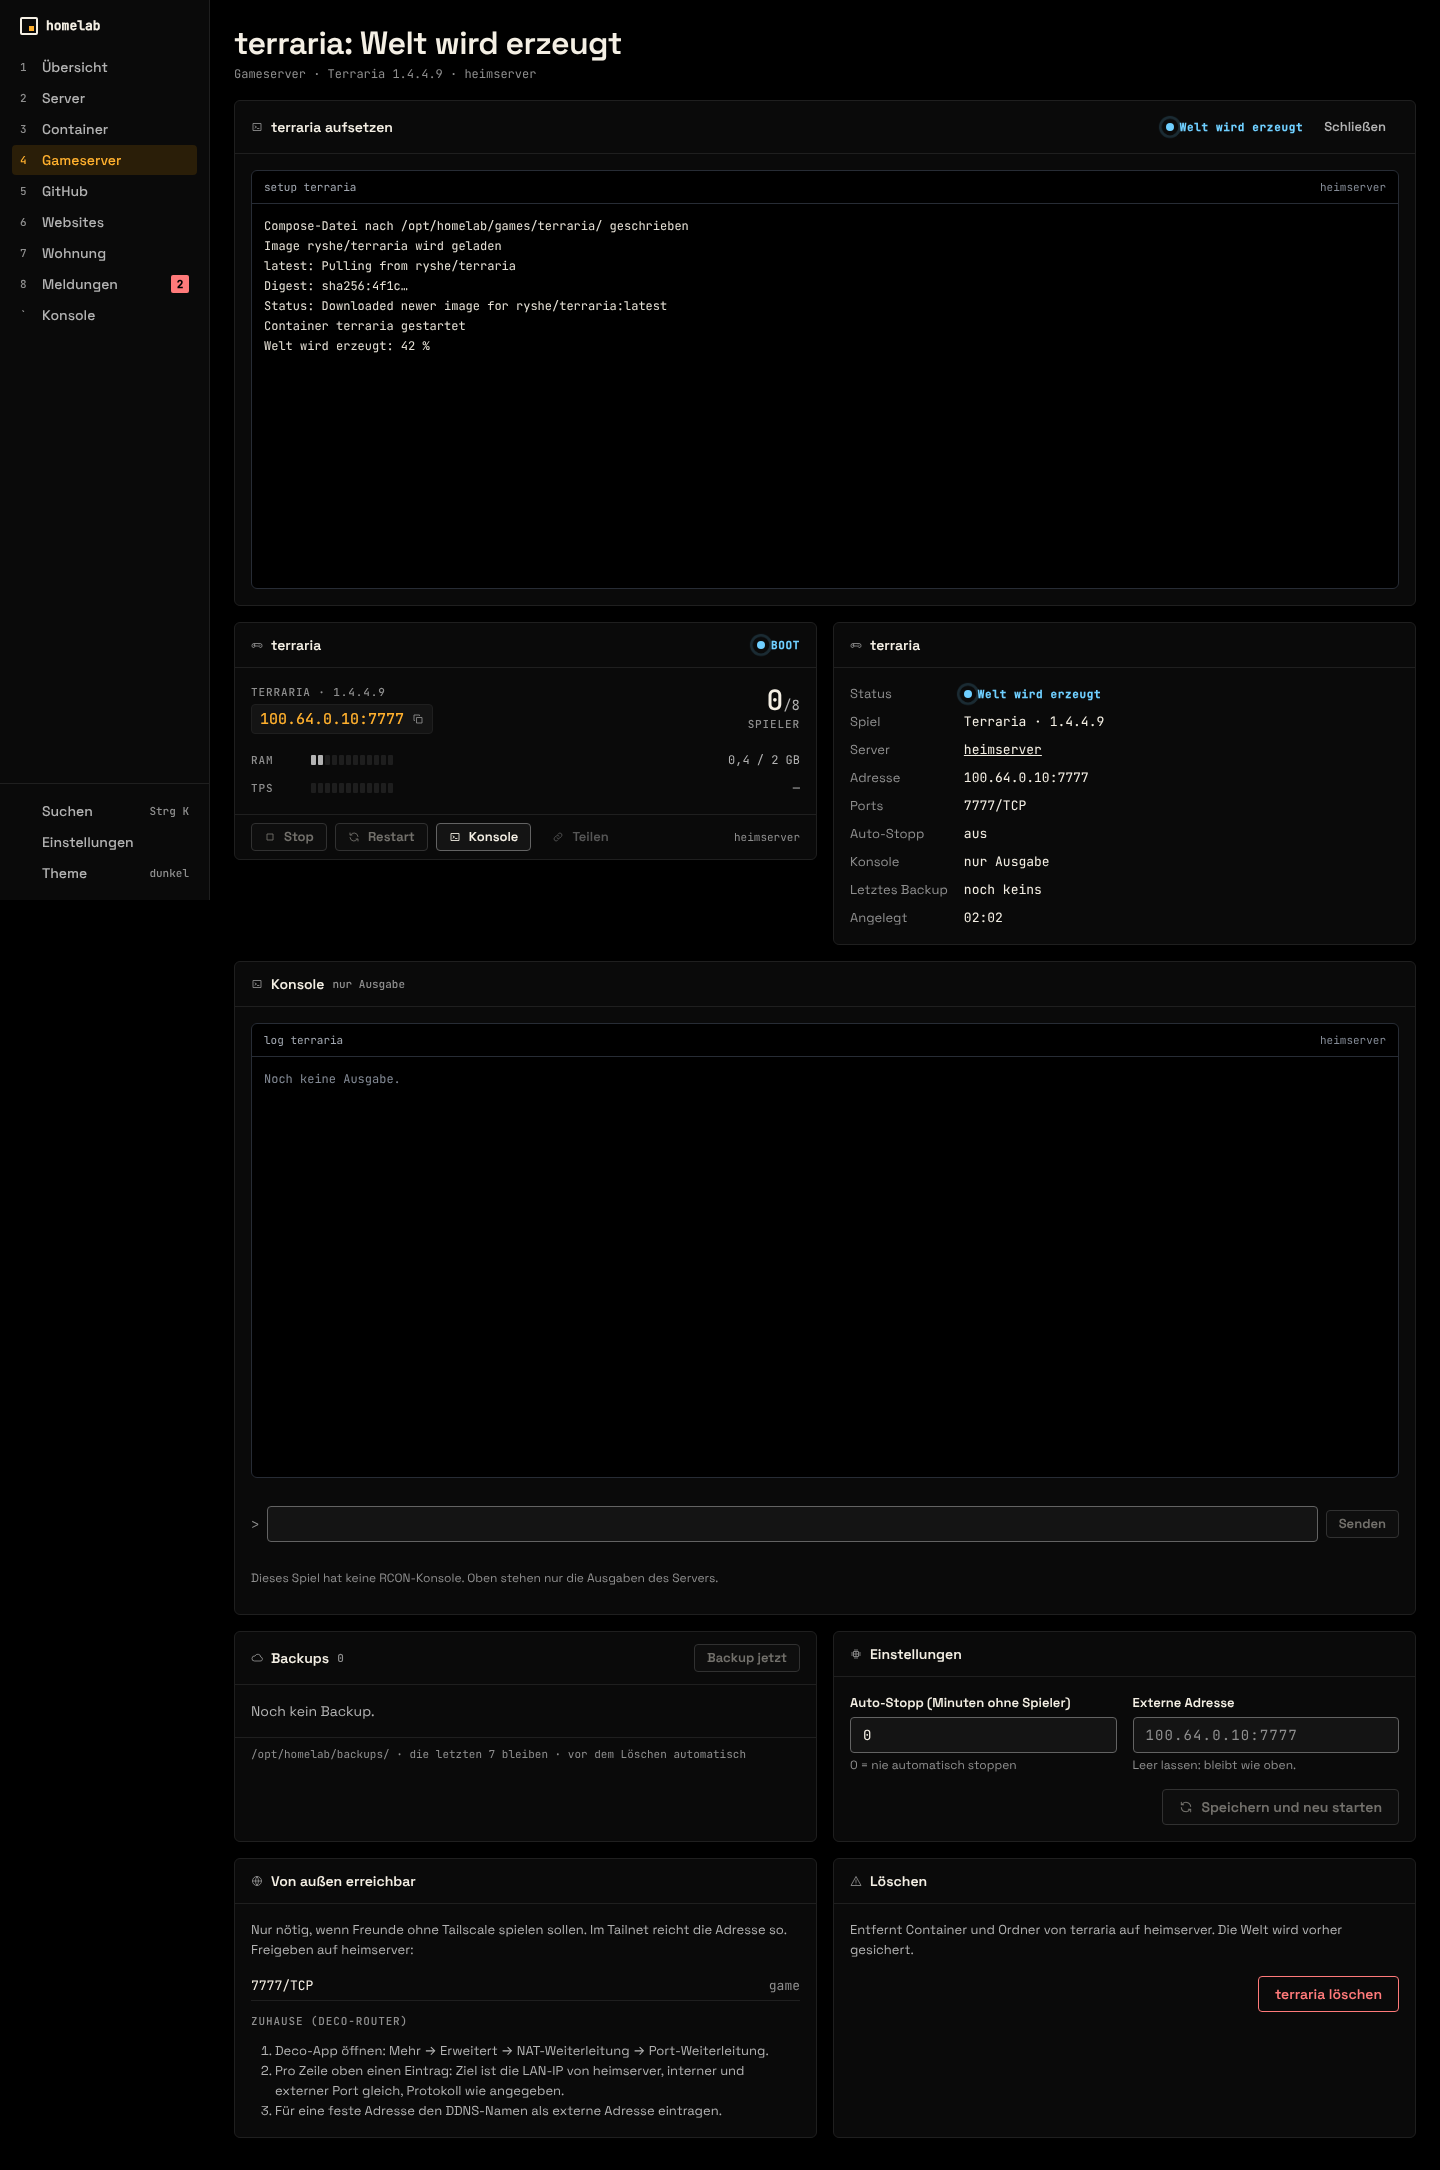 homelab
1 Übersicht
2 Server
3 Container
4 Gameserver
5 GitHub
6 Websites
7 Wohnung
8 Meldungen 2
` Konsole
Suchen Strg K
Einstellungen
Theme dunkel
terraria: Welt wird erzeugt
Gameserver · Terraria 1.4.4.9 · heimserver
terraria aufsetzen
Welt wird erzeugt Schließen
setup terraria heimserver
Compose-Datei nach /opt/homelab/games/terraria/ geschrieben
Image ryshe/terraria wird geladen
latest: Pulling from ryshe/terraria
Digest: sha256:4f1c…
Status: Downloaded newer image for ryshe/terraria:latest
Container terraria gestartet
Welt wird erzeugt: 42 %
terraria BOOT
TERRARIA · 1.4.4.9
100.64.0.10:7777
0/8
SPIELER
RAM 0,4 / 2 GB
TPS –
Stop Restart Konsole Teilen heimserver
terraria
Status Welt wird erzeugt
Spiel Terraria · 1.4.4.9
Server heimserver
Adresse 100.64.0.10:7777
Ports 7777/TCP
Auto-Stopp aus
Konsole nur Ausgabe
Letztes Backup noch keins
Angelegt 02:02
Konsole nur Ausgabe
log terraria heimserver
Noch keine Ausgabe.
> Senden
Dieses Spiel hat keine RCON-Konsole. Oben stehen nur die Ausgaben des Servers.
Backups 0 Backup jetzt
Noch kein Backup.
/opt/homelab/backups/ · die letzten 7 bleiben · vor dem Löschen automatisch
Einstellungen
Auto-Stopp (Minuten ohne Spieler) Externe Adresse
0 100.64.0.10:7777
0 = nie automatisch stoppen Leer lassen: bleibt wie oben.
Speichern und neu starten
Von außen erreichbar
Nur nötig, wenn Freunde ohne Tailscale spielen sollen. Im Tailnet reicht die Adresse so.
Freigeben auf heimserver:
7777/TCP game
ZUHAUSE (DECO-ROUTER)
1. Deco-App öffnen: Mehr → Erweitert → NAT-Weiterleitung → Port-Weiterleitung.
2. Pro Zeile oben einen Eintrag: Ziel ist die LAN-IP von heimserver, interner und
externer Port gleich, Protokoll wie angegeben.
3. Für eine feste Adresse den DDNS-Namen als externe Adresse eintragen.
Löschen
Entfernt Container und Ordner von terraria auf heimserver. Die Welt wird vorher
gesichert.
terraria löschen